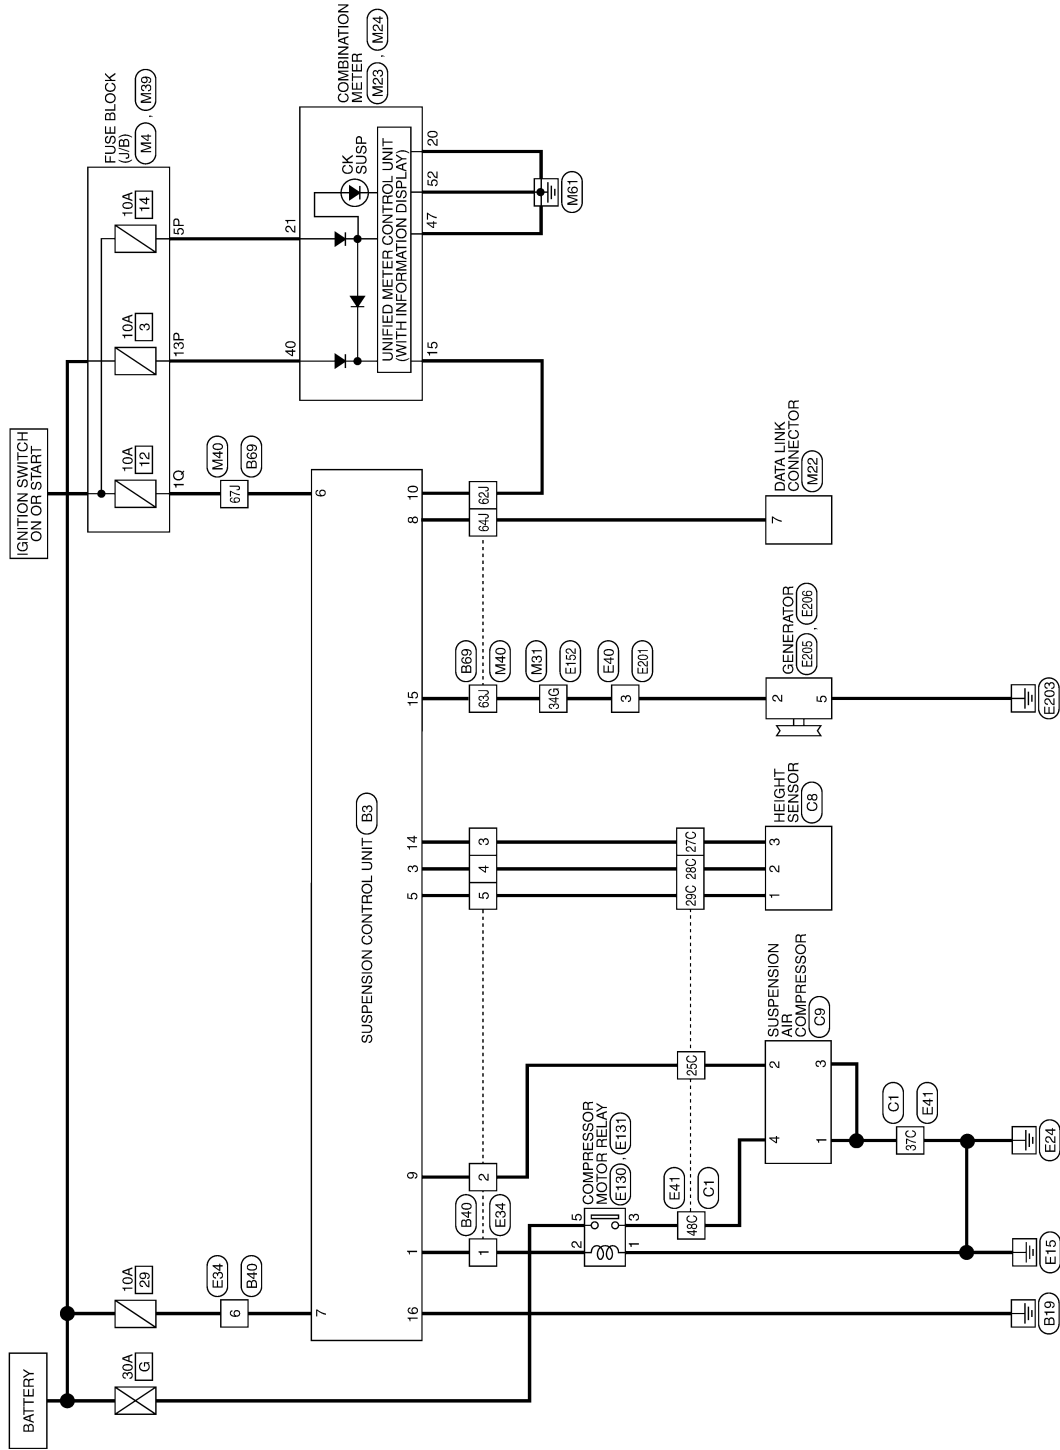 BATTERY
IGNITION SWITCH
ON OR START
30A
G
10A
29
10A
12
10A
3
10A
14
FUSE BLOCK
(J/B)
M4 , M39
E34
6
B40
1Q
13P
5P
M40
67J
B69
7
6
40
21
SUSPENSION CONTROL UNIT B3
CK
SUSP
UNIFIED METER CONTROL UNIT
(WITH INFORMATION DISPLAY)
COMBINATION
METER
M23 , M24
16
1
9
5
3
14
15
8
10
15
47
52
20
B40
1
E34
2
5
4
3
B69
63J
M40
64J
62J
M61
M31
34G
E152
E40
3
E201
5
2
3
1
COMPRESSOR
MOTOR RELAY
E130 , E131
E41
48C
C1
25C
29C
28C
27C
4
2
1
3
SUSPENSION
AIR
COMPRESSOR
C9
1
2
3
HEIGHT
SENSOR
C8
2
5
GENERATOR
E205 , E206
7
DATA LINK
CONNECTOR
M22
C1
37C
E41
B19
E15
E24
E203